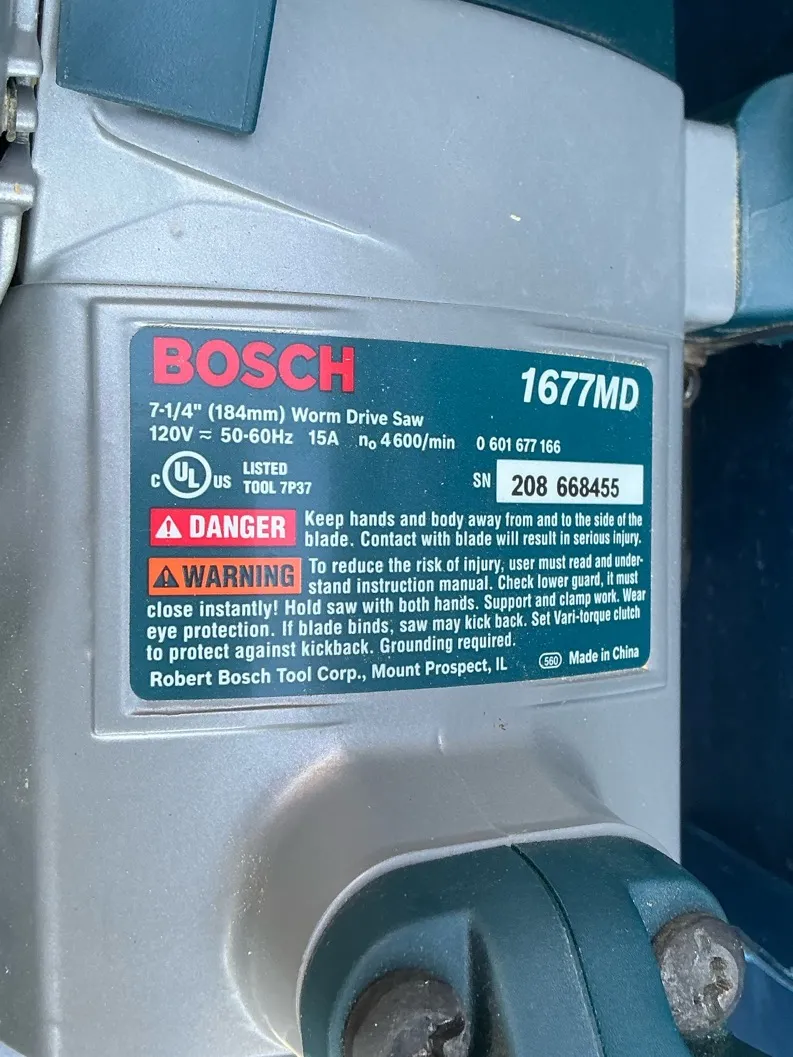 BOSCH
1677MD
7-1/4" (184mm) Worm Drive Saw
120V ≂ 50-60Hz 15A n₀ 4600/min 0 601 677 166
C UL US LISTED
TOOL 7P37
SN 208 668455
DANGER Keep hands and body away from and to the side of the
blade. Contact with blade will result in serious injury.
WARNING To reduce the risk of injury, user must read and under-
stand instruction manual. Check lower guard, it must
close instantly! Hold saw with both hands. Support and clamp work. Wear
eye protection. If blade binds, saw may kick back. Set Vari-torque clutch
to protect against kickback. Grounding required.
Robert Bosch Tool Corp., Mount Prospect, IL 560 Made in China